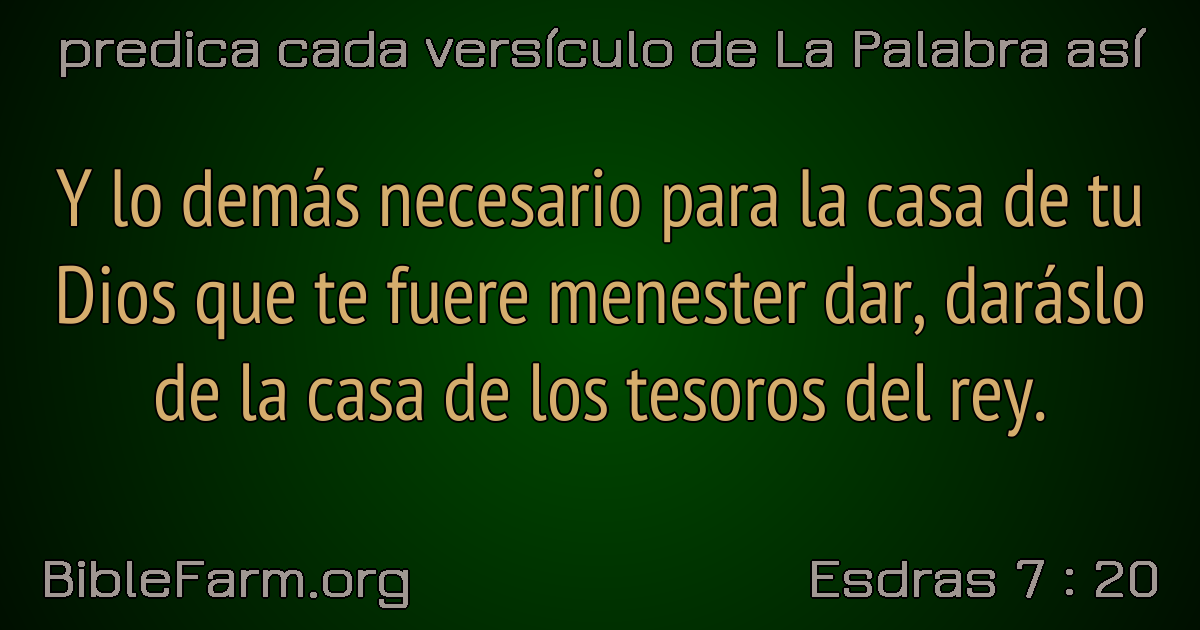 predica cada versículo de La Palabra así
Y lo demás necesario para la casa de tu
Dios que te fuere menester dar, daráslo
de la casa de los tesoros del rey.
BibleFarm.org
Esdras 7 : 20